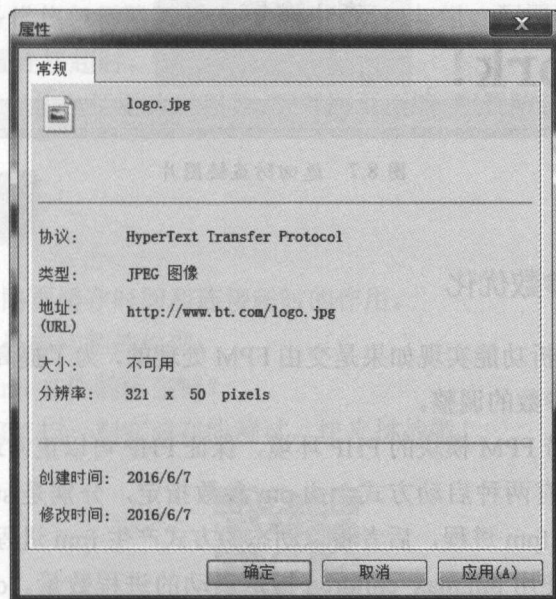 属性
常规
logo.jpg
协议: HyperText Transfer Protocol
类型: JPEG 图像
地址: http://www.bt.com/logo.jpg
(URL)
大小: 不可用
分辨率: 321 x 50 pixels
创建时间: 2016/6/7
修改时间: 2016/6/7
确定 取消 应用(A)